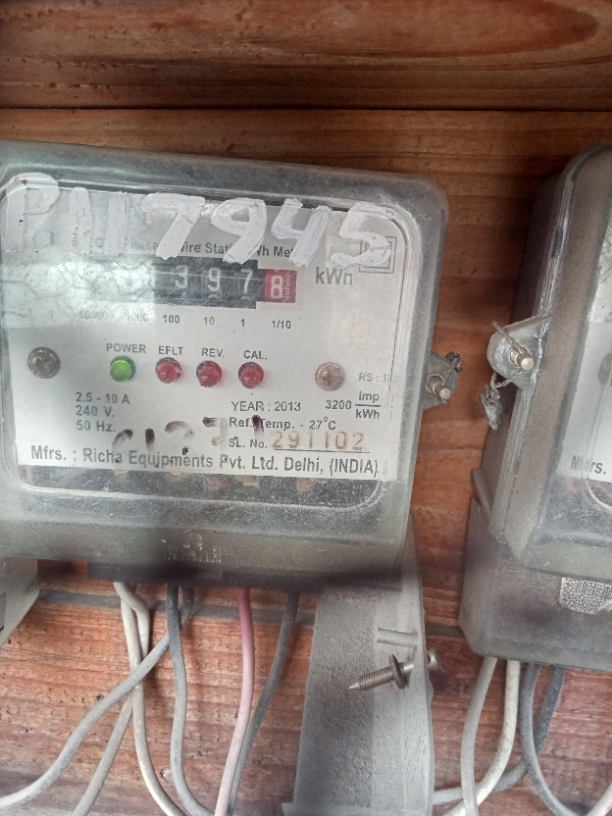 7945
397 8 kWh
100 10 1 1/10
POWER EFLT REV. CAL.
2.5 - 10 A
240 V.
50 Hz.
YEAR : 2013
3200 Imp/kWh
Ref. Temp. - 27°C
SL. No. 291102
Mfrs. : Richa Equipments Pvt. Ltd. Delhi, (INDIA)
Mfrs.